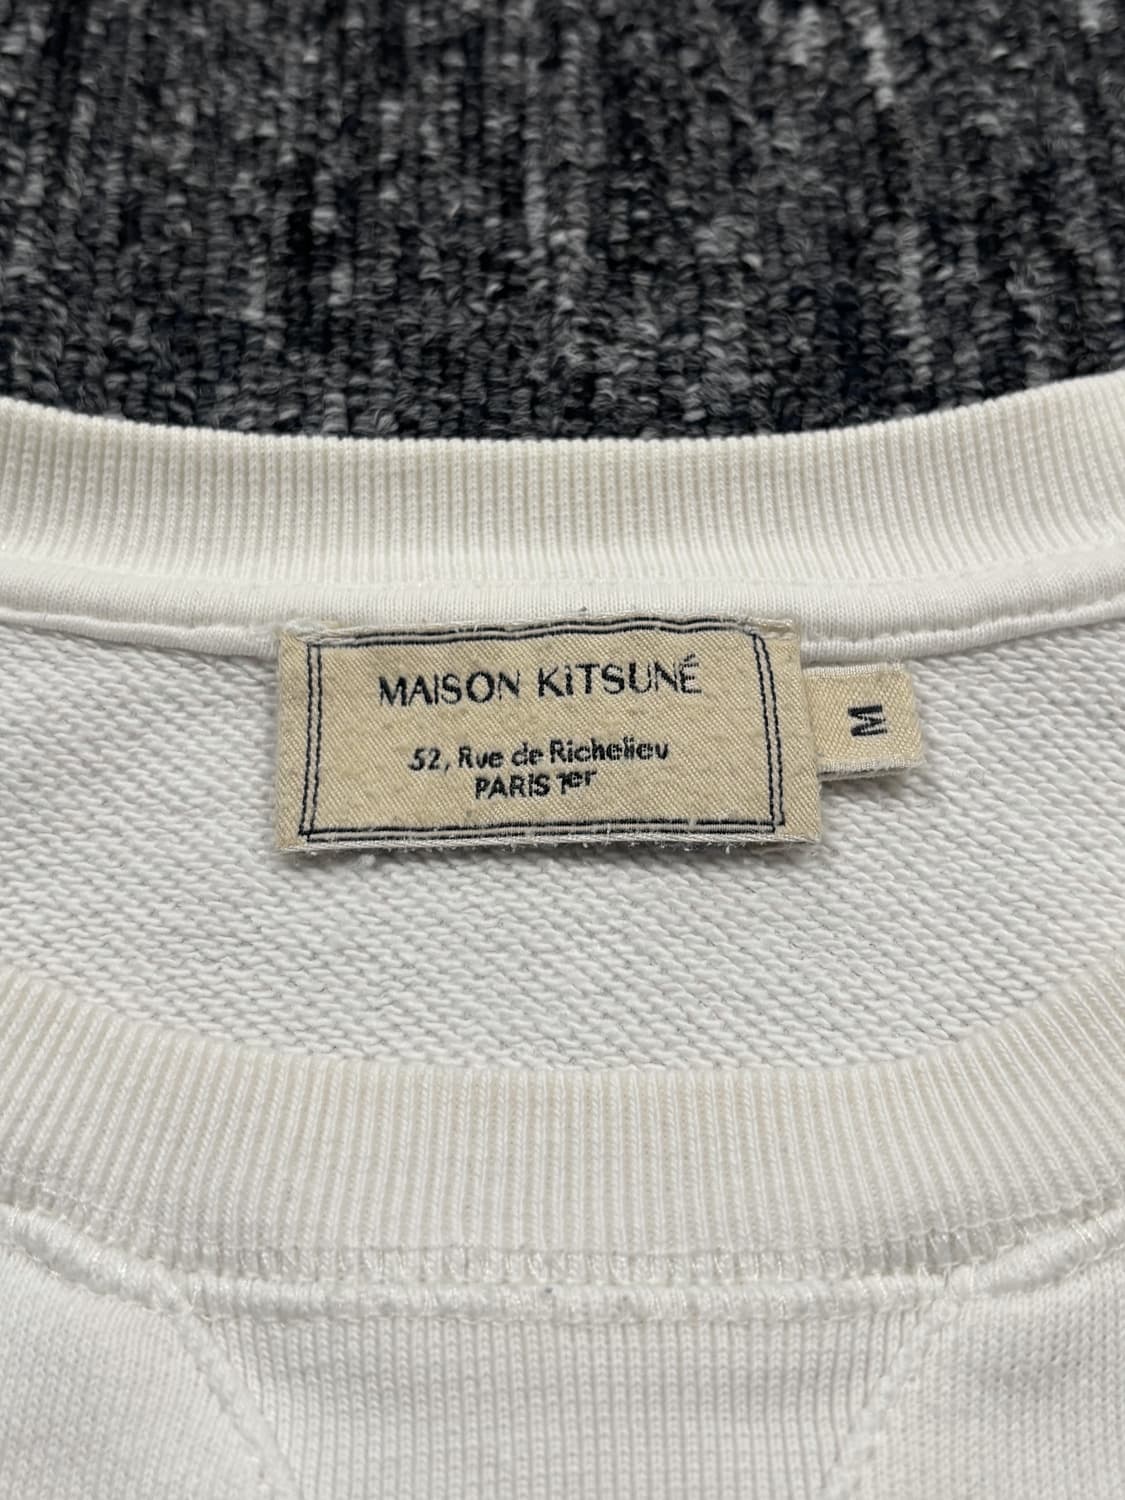 MAISON KiTSUNÉ
52, Rue de Richelieu
PARIS 1er
M